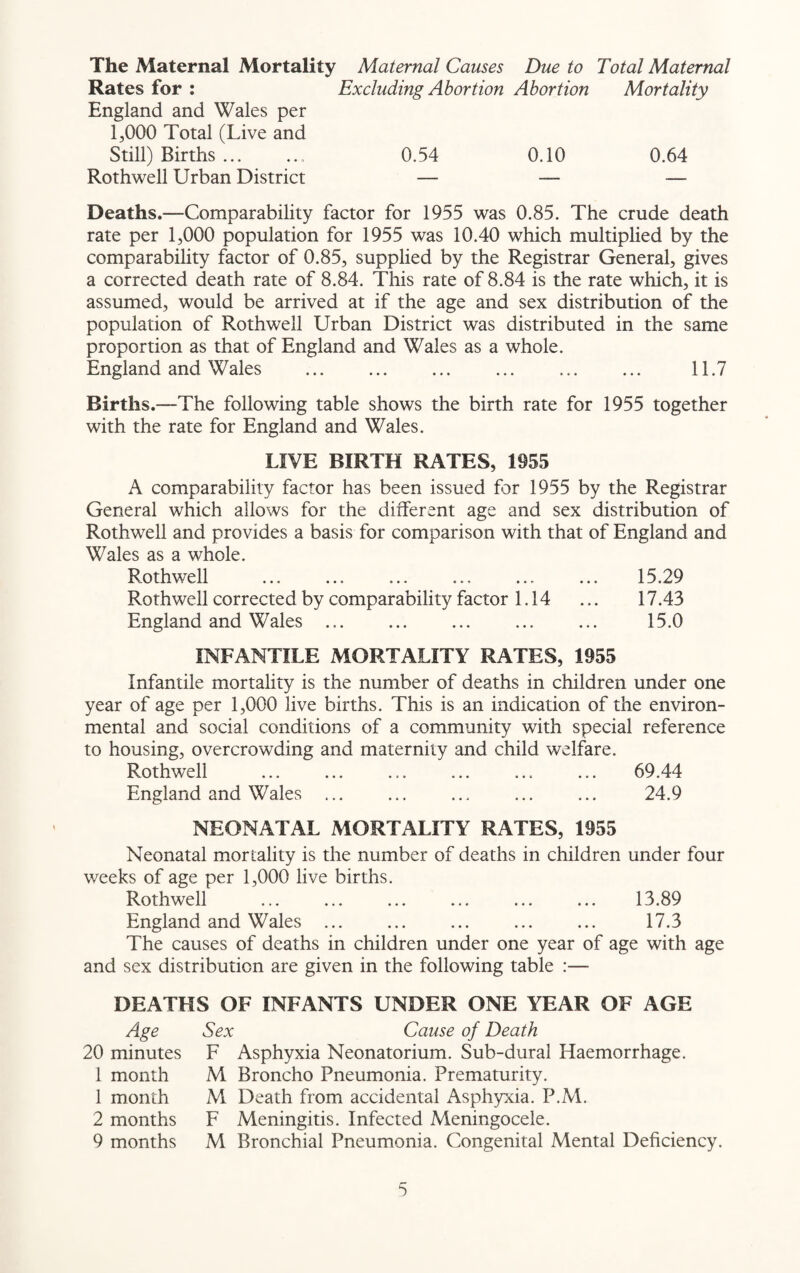 The Maternal Mortality Maternal Causes Due to Total Maternal
Rates for : Excluding Abortion Abortion Mortality
England and Wales per
1,000 Total (Live and
Still) Births ... ... 0.54 0.10 0.64
Rothwell Urban District — — —
Deaths.—Comparability factor for 1955 was 0.85. The crude death
rate per 1,000 population for 1955 was 10.40 which multiplied by the
comparability factor of 0.85, supplied by the Registrar General, gives
a corrected death rate of 8.84. This rate of 8.84 is the rate which, it is
assumed, would be arrived at if the age and sex distribution of the
population of Rothwell Urban District was distributed in the same
proportion as that of England and Wales as a whole.
England and Wales ... ... ... ... ... ... 11.7
Births.—The following table shows the birth rate for 1955 together
with the rate for England and Wales.
LIVE BIRTH RATES, 1955
A comparability factor has been issued for 1955 by the Registrar
General which allows for the different age and sex distribution of
Rothwell and provides a basis for comparison with that of England and
Wales as a whole.
Rothwell ... ... ... ... ... ... 15.29
Rothwell corrected by comparability factor 1.14 ... 17.43
England and Wales ... ... ... ... ... 15.0
INFANTILE MORTALITY RATES, 1955
Infantile mortality is the number of deaths in children under one
year of age per 1,000 live births. This is an indication of the environ-
mental and social conditions of a community with special reference
to housing, overcrowding and maternity and child welfare.
Rothwell ... ... ... ... ... ... 69.44
England and Wales ... ... ... ... ... 24.9
NEONATAL MORTALITY RATES, 1955
Neonatal mortality is the number of deaths in children under four
weeks of age per 1,000 live births.
Rothwell ... ... ... ... ... ... 13.89
England and Wales ... ... ... ... ... 17.3
The causes of deaths in children under one year of age with age
and sex distribution are given in the following table :—
DEATHS OF INFANTS UNDER ONE YEAR OF AGE
Age Sex Cause of Death
20 minutes F Asphyxia Neonatorium. Sub-dural Haemorrhage.
1 month M Broncho Pneumonia. Prematurity.
1 month M Death from accidental Asphyxia. P.M.
2 months F Meningitis. Infected Meningocele.
9 months M Bronchial Pneumonia. Congenital Mental Deficiency.
5